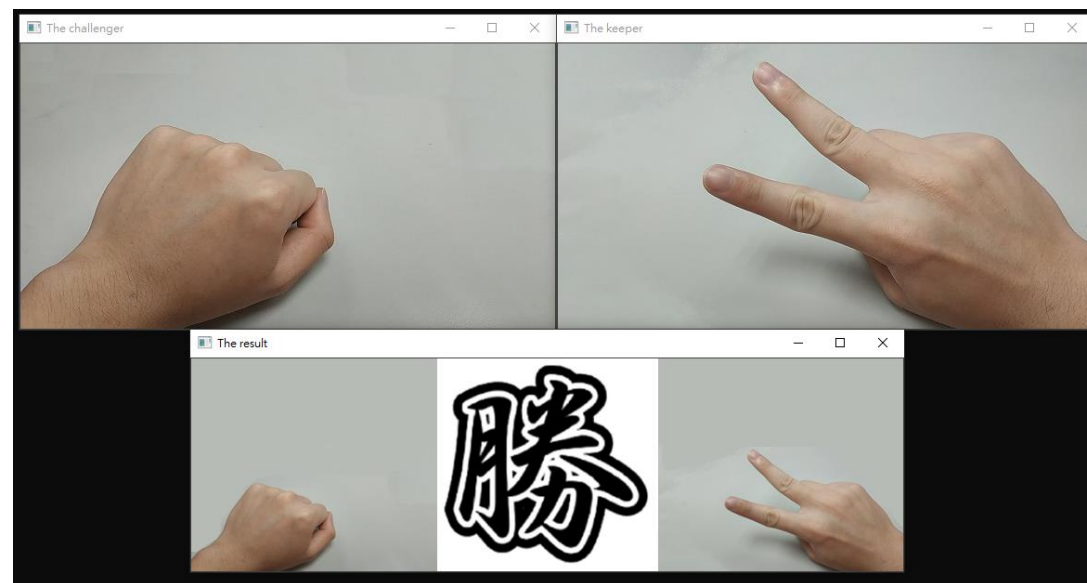 The challenger
The keeper
The result
勝